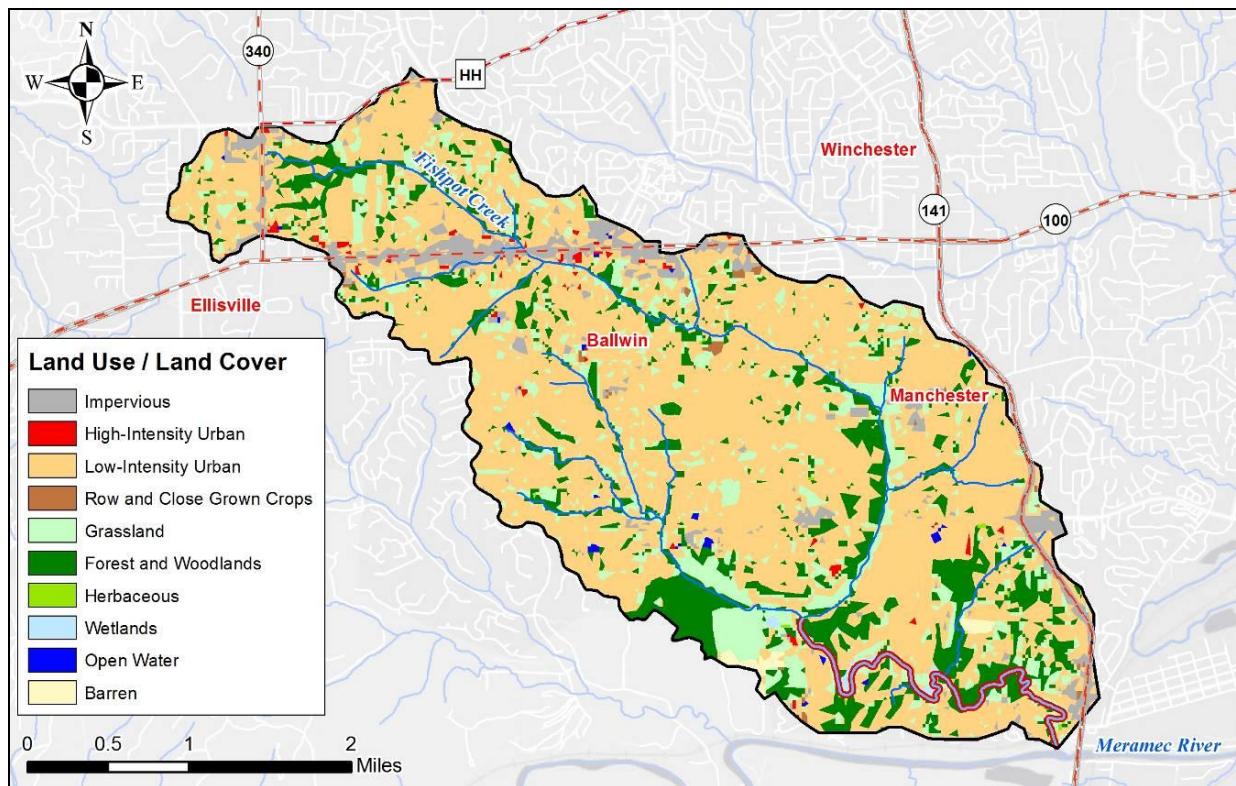 N
W E
S
340
HH
Fishpot Creek
Winchester
141
100
Ellisville
Ballwin
Manchester
Land Use / Land Cover
Impervious
High-Intensity Urban
Low-Intensity Urban
Row and Close Grown Crops
Grassland
Forest and Woodlands
Herbaceous
Wetlands
Open Water
Barren
0 0.5 1 2
Miles
Meramec River